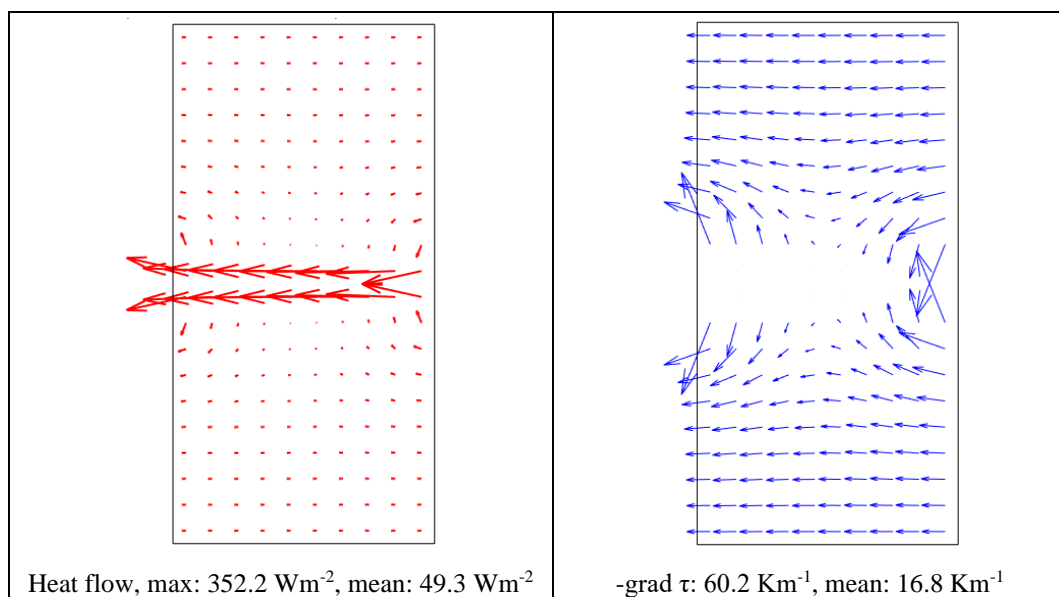 Heat flow, max: 352.2 Wm⁻², mean: 49.3 Wm⁻²
-grad τ: 60.2 Km⁻¹, mean: 16.8 Km⁻¹